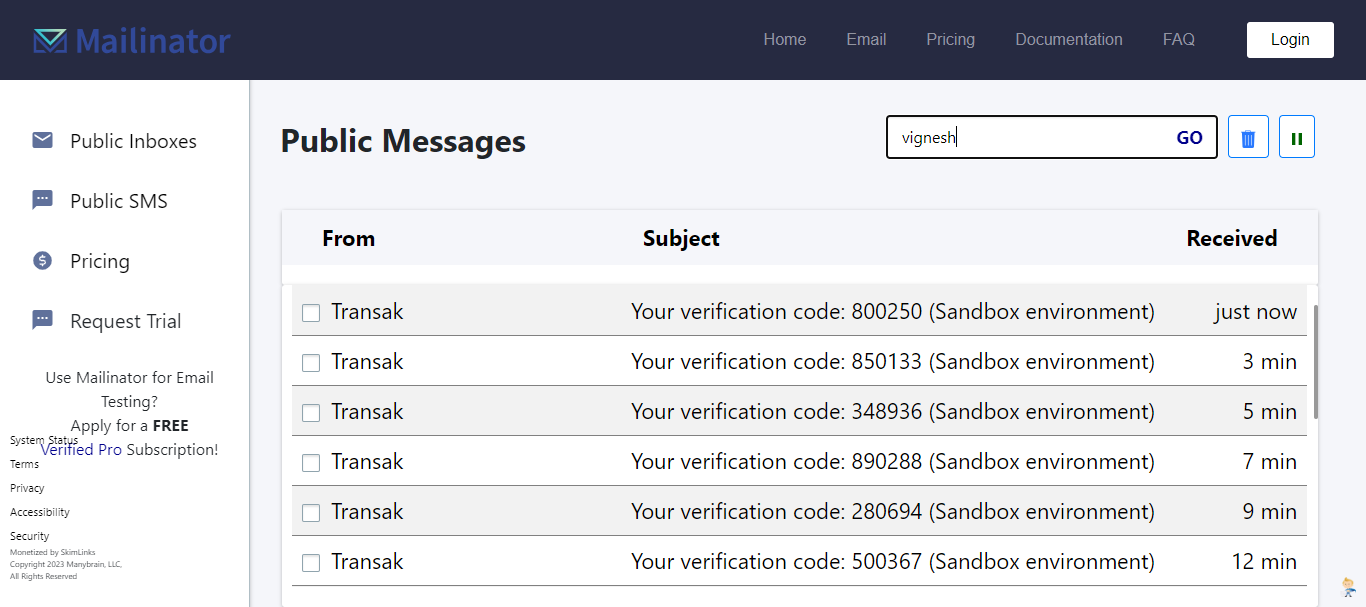 Mailinator
Home Email Pricing Documentation FAQ Login
Public Inboxes
Public SMS
Pricing
Request Trial
Use Mailinator for Email
Testing?
Apply for a FREE
Verified Pro Subscription!
System Status
Terms
Privacy
Accessibility
Security
Monetized by SkimLinks
Copyright 2023 Manybrain, LLC,
All Rights Reserved
Public Messages
vignesh GO
From Subject Received
Transak Your verification code: 800250 (Sandbox environment) just now
Transak Your verification code: 850133 (Sandbox environment) 3 min
Transak Your verification code: 348936 (Sandbox environment) 5 min
Transak Your verification code: 890288 (Sandbox environment) 7 min
Transak Your verification code: 280694 (Sandbox environment) 9 min
Transak Your verification code: 500367 (Sandbox environment) 12 min